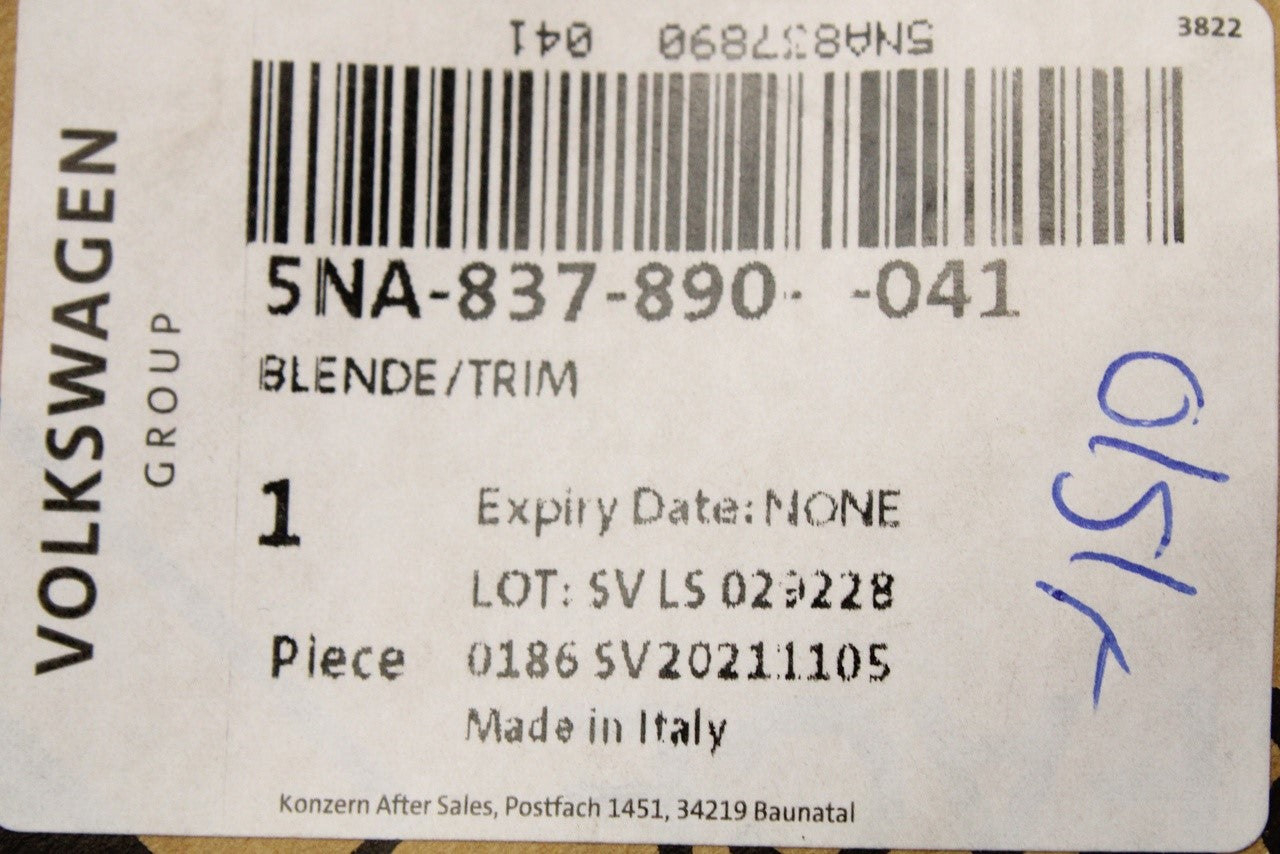 3822
5NA837890 041
5NA-837-890- -041
BLENDE/TRIM
VOLKSWAGEN
GROUP
1
Piece
Expiry Date: NONE
LOT: SV LS 029228
0186 SV20211105
Made in Italy
Konzern After Sales, Postfach 1451, 34219 Baunatal